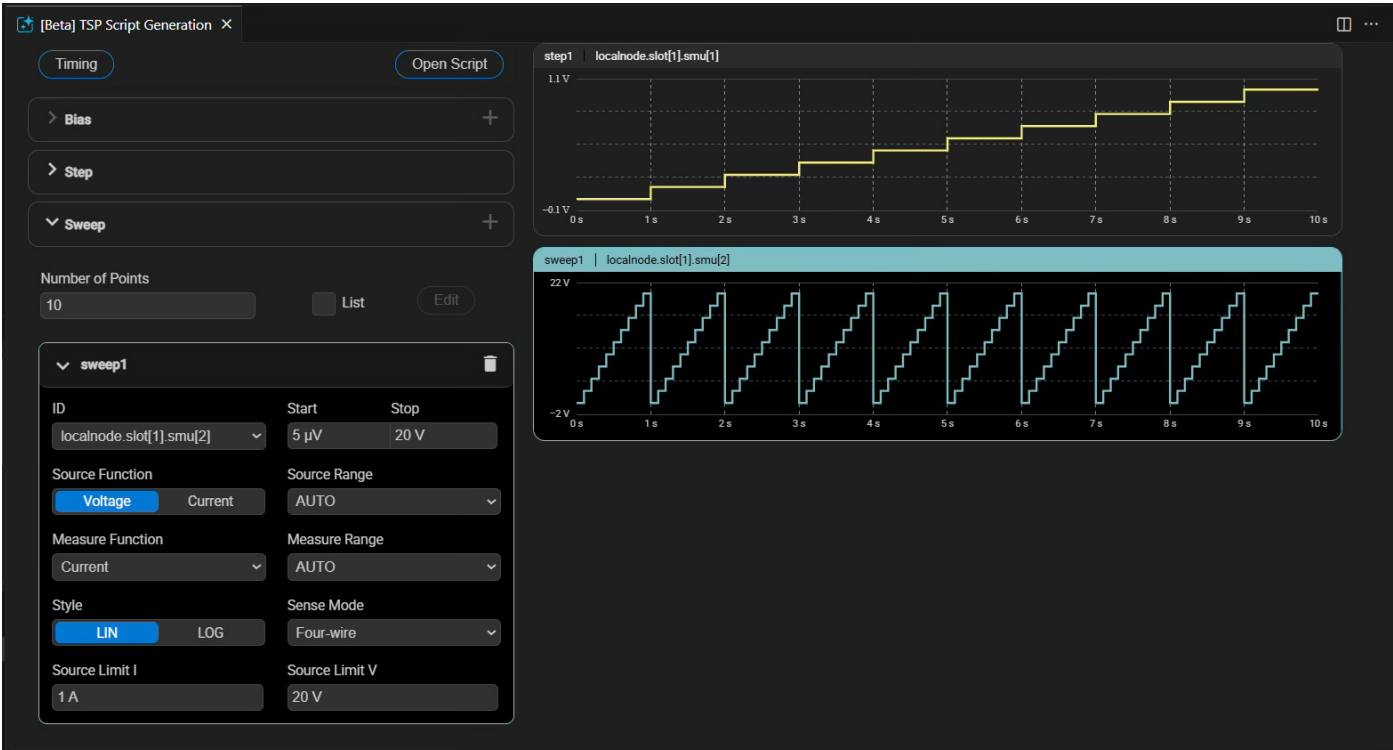 [Beta] TSP Script Generation
Timing
Open Script
Bias
Step
Sweep
Number of Points
10
List
Edit
sweep1
ID
Start
Stop
localnode.slot[1].smu[2]
5 µV
20 V
Source Function
Source Range
Voltage
Current
AUTO
Measure Function
Measure Range
Current
AUTO
Style
Sense Mode
LIN
LOG
Four-wire
Source Limit I
Source Limit V
1 A
20 V
step1 | localnode.slot[1].smu[1]
1.1 V
−0.1 V
0 s 1 s 2 s 3 s 4 s 5 s 6 s 7 s 8 s 9 s 10 s
sweep1 | localnode.slot[1].smu[2]
22 V
−2 V
0 s 1 s 2 s 3 s 4 s 5 s 6 s 7 s 8 s 9 s 10 s